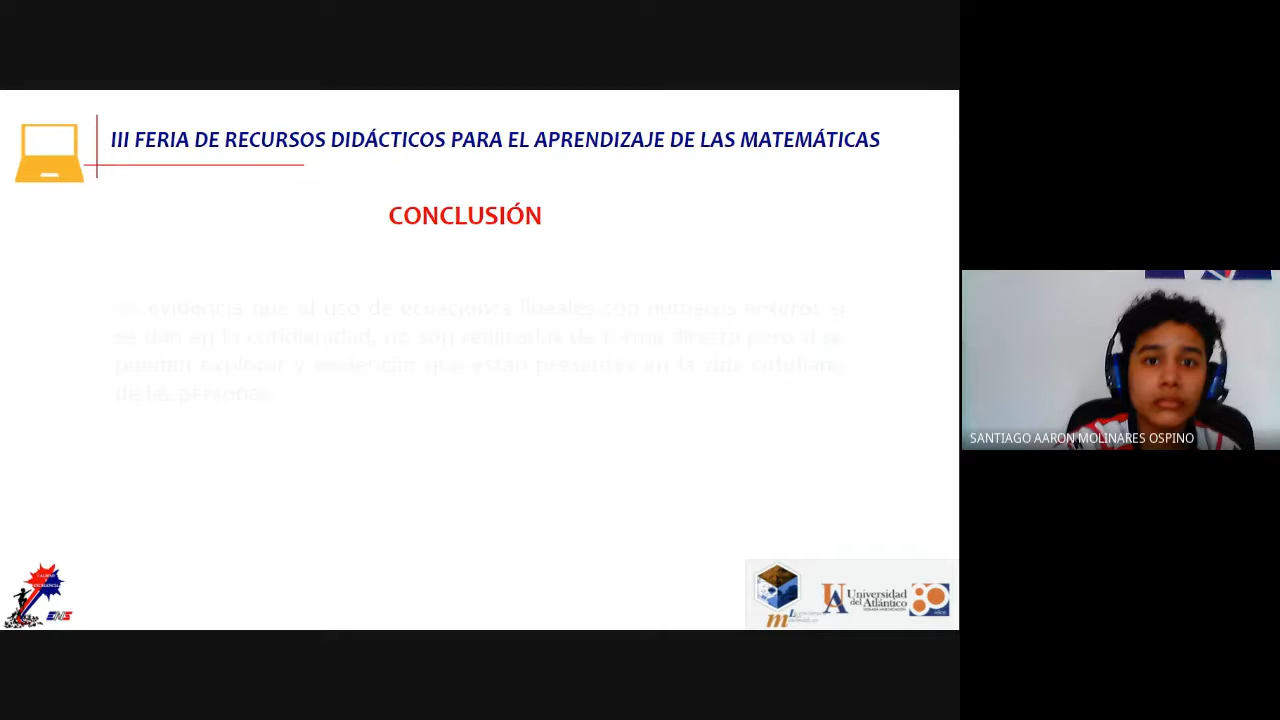 III FERIA DE RECURSOS DIDÁCTICOS PARA EL APRENDIZAJE DE LAS MATEMÁTICAS
CONCLUSIÓN
evidencia que el uso de ecuaciones lineales con números enteros si
se dan en la cotidianidad, no son realizadas de forma directa pero si se
pueden explorar y evidenciar que están presentes en la vida cotidiana
de las personas
SANTIAGO AARON MOLINARES OSPINO
Universidad
del Atlántico